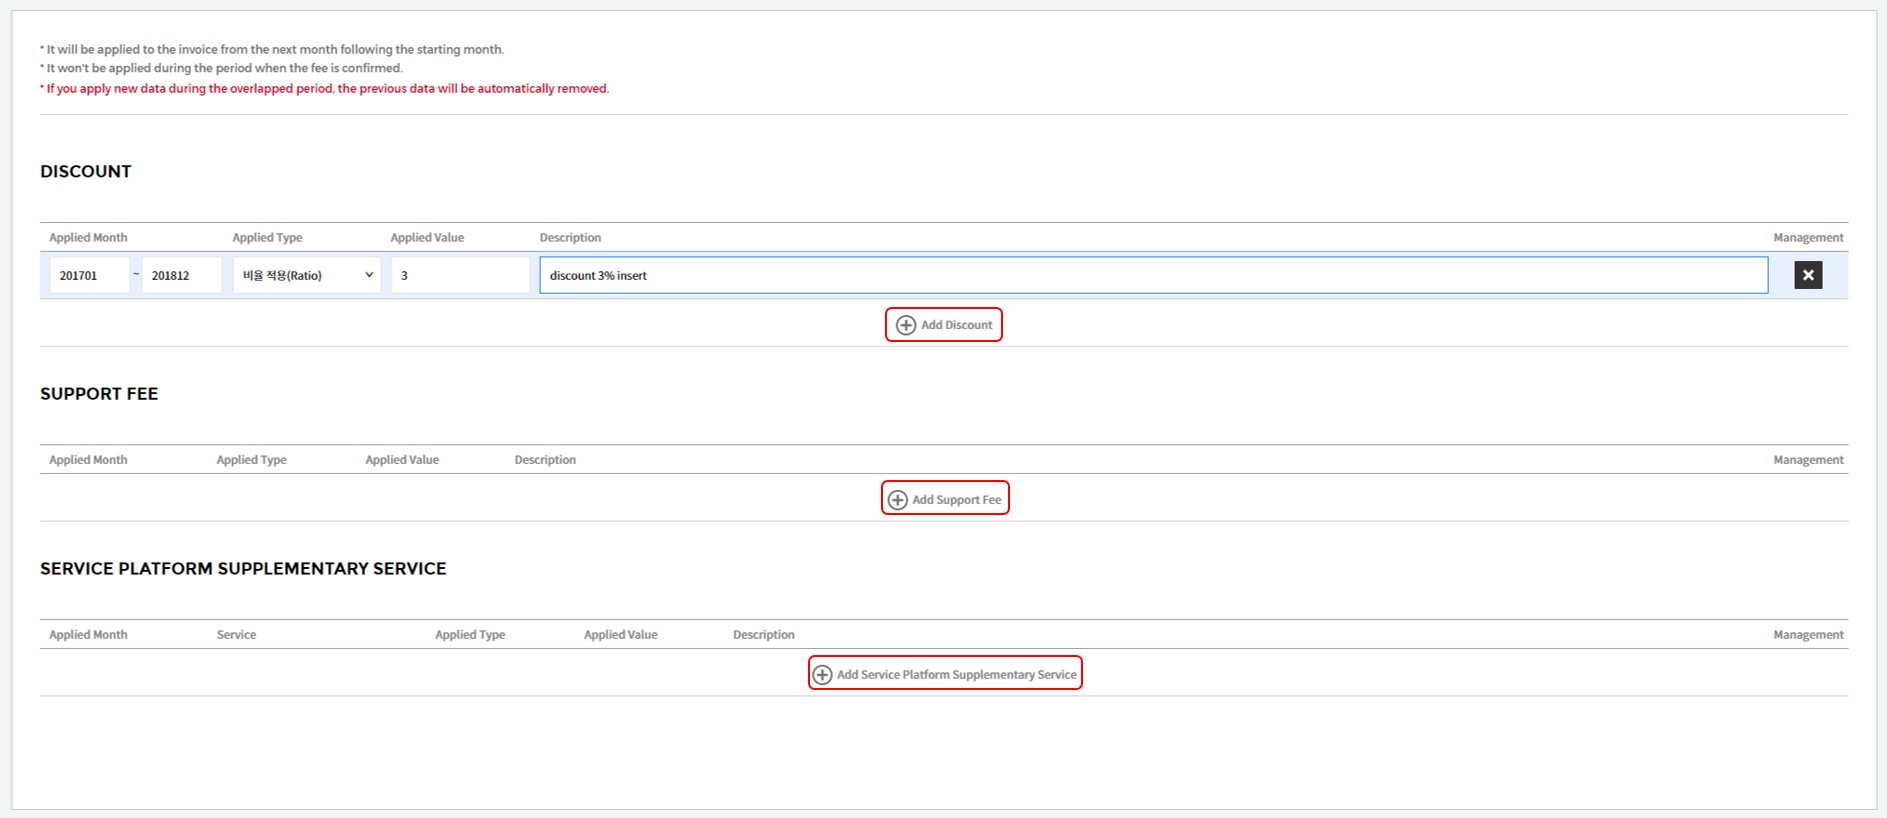 * It will be applied to the invoice from the next month following the starting month.
* It won't be applied during the period when the fee is confirmed.
* If you apply new data during the overlapped period, the previous data will be automatically removed.
DISCOUNT
Applied Month Applied Type Applied Value Description Management
201701 ~ 201812 비율 적용(Ratio) 3 discount 3% insert
Add Discount
SUPPORT FEE
Applied Month Applied Type Applied Value Description Management
Add Support Fee
SERVICE PLATFORM SUPPLEMENTARY SERVICE
Applied Month Service Applied Type Applied Value Description Management
Add Service Platform Supplementary Service